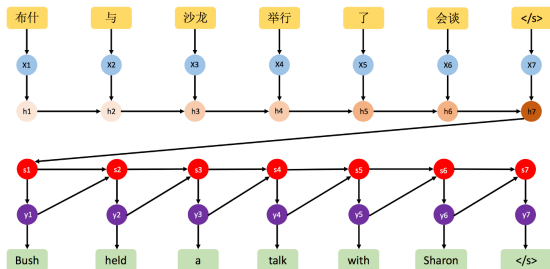 布什 与 沙龙 举行 了 会谈 </s>
X1 X2 X3 X4 X5 X6 X7
h1 h2 h3 h4 h5 h6 h7
s1 s2 s3 s4 s5 s6 s7
y1 y2 y3 y4 y5 y6 y7
Bush held a talk with Sharon </s>